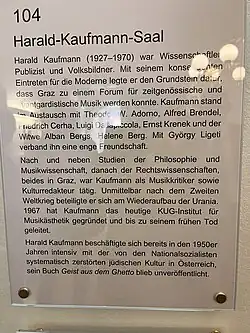 104
Harald-Kaufmann-Saal
Harald Kaufmann (1927–1970) war Wissenschaftler,
Publizist und Volksbildner. Mit seinem konsequenten
Eintreten für die Moderne legte er den Grundstein dafür,
dass Graz zu einem Forum für zeitgenössische und
avantgardistische Musik werden konnte. Kaufmann stand
im Austausch mit Theodor W. Adorno, Alfred Brendel,
Friedrich Cerha, Luigi Dallapiccola, Ernst Krenek und der
Witwe Alban Bergs, Helene Berg. Mit György Ligeti
verband ihn eine enge Freundschaft.
Nach und neben Studien der Philosophie und
Musikwissenschaft, danach der Rechtswissenschaften,
beides in Graz, war Kaufmann als Musikkritiker sowie
Kulturredakteur tätig. Unmittelbar nach dem Zweiten
Weltkrieg beteiligte er sich am Wiederaufbau der Urania.
1967 hat Kaufmann das heutige KUG-Institut für
Musikästhetik gegründet und bis zu seinem frühen Tod
geleitet.
Harald Kaufmann beschäftigte sich bereits in den 1950er
Jahren intensiv mit der von den Nationalsozialisten
systematisch zerstörten jüdischen Kultur in Österreich,
sein Buch Geist aus dem Ghetto blieb unveröffentlicht.